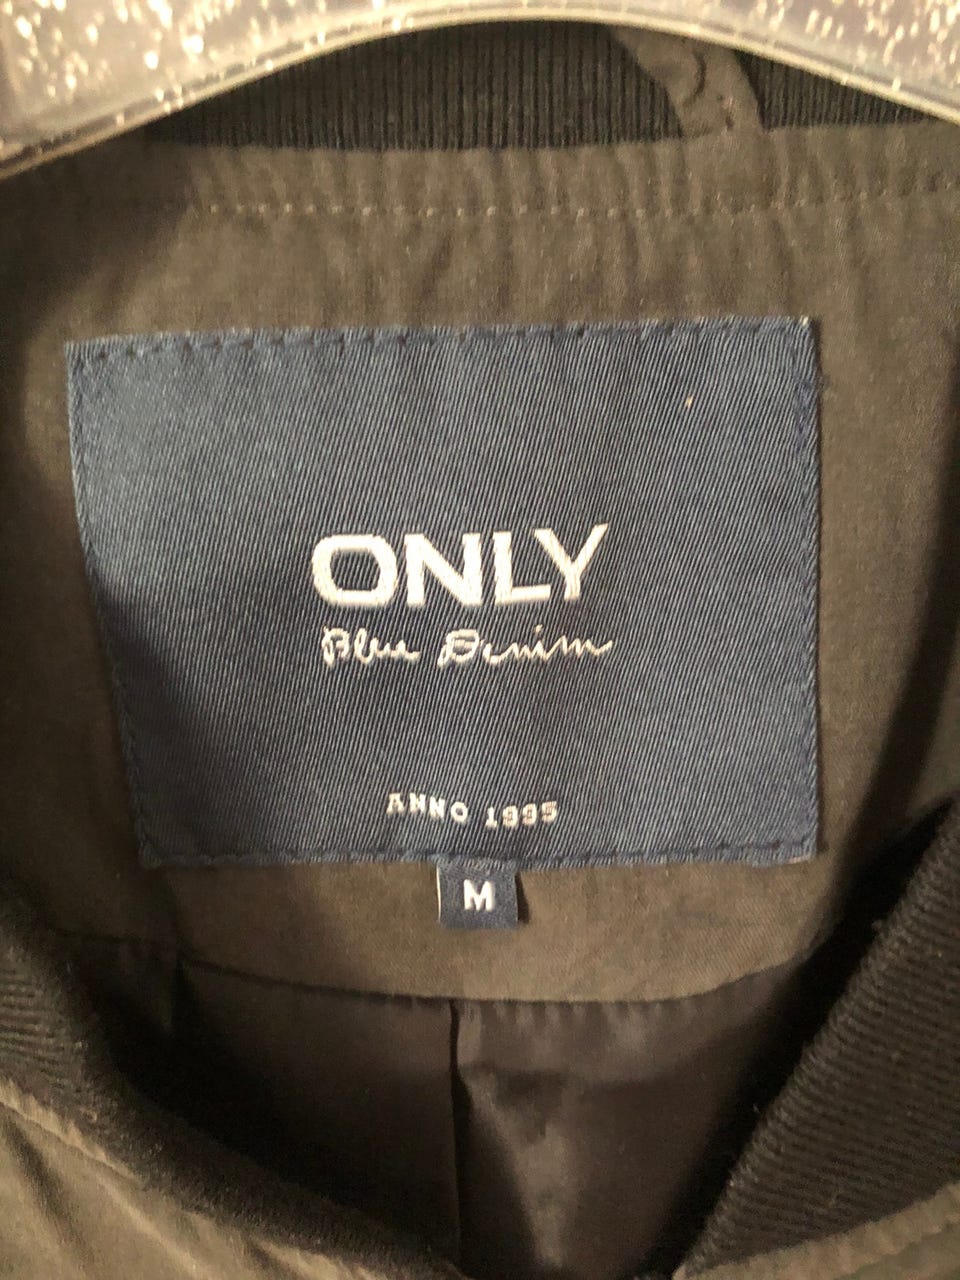 ONLY
Blue Denim
ANNO 1995
M